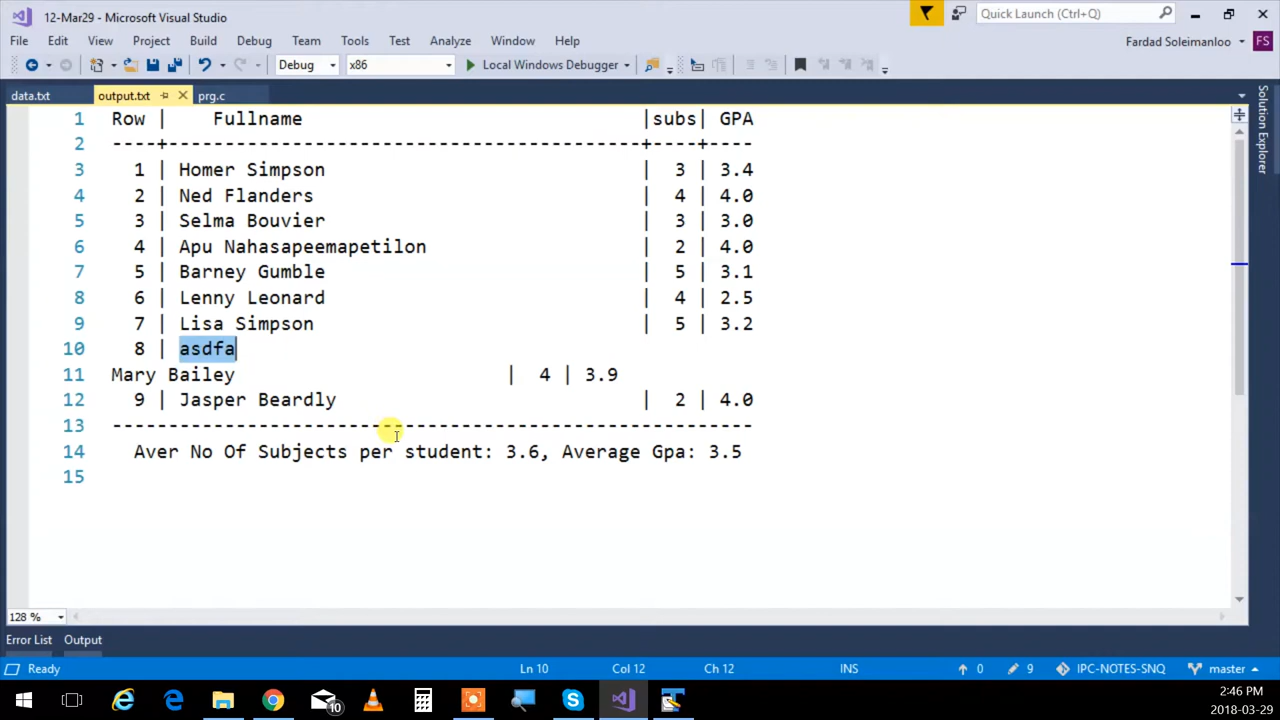 12-Mar29 - Microsoft Visual Studio
Quick Launch (Ctrl+Q)
File Edit View Project Build Debug Team Tools Test Analyze Window Help
Fardad Soleimanloo FS
Debug x86 Local Windows Debugger
data.txt output.txt prg.c
Solution Explorer
1 Row | Fullname |subs| GPA
2 ----+------------------------------------------+----+----
3 1 | Homer Simpson | 3 | 3.4
4 2 | Ned Flanders | 4 | 4.0
5 3 | Selma Bouvier | 3 | 3.0
6 4 | Apu Nahasapeemapetilon | 2 | 4.0
7 5 | Barney Gumble | 5 | 3.1
8 6 | Lenny Leonard | 4 | 2.5
9 7 | Lisa Simpson | 5 | 3.2
10 8 | asdfa
11 Mary Bailey | 4 | 3.9
12 9 | Jasper Beardly | 2 | 4.0
13 ---------------------------------------------------------
14 Aver No Of Subjects per student: 3.6, Average Gpa: 3.5
15
128 %
Error List Output
Ready Ln 10 Col 12 Ch 12 INS 0 9 IPC-NOTES-SNQ master
10
2:46 PM
2018-03-29